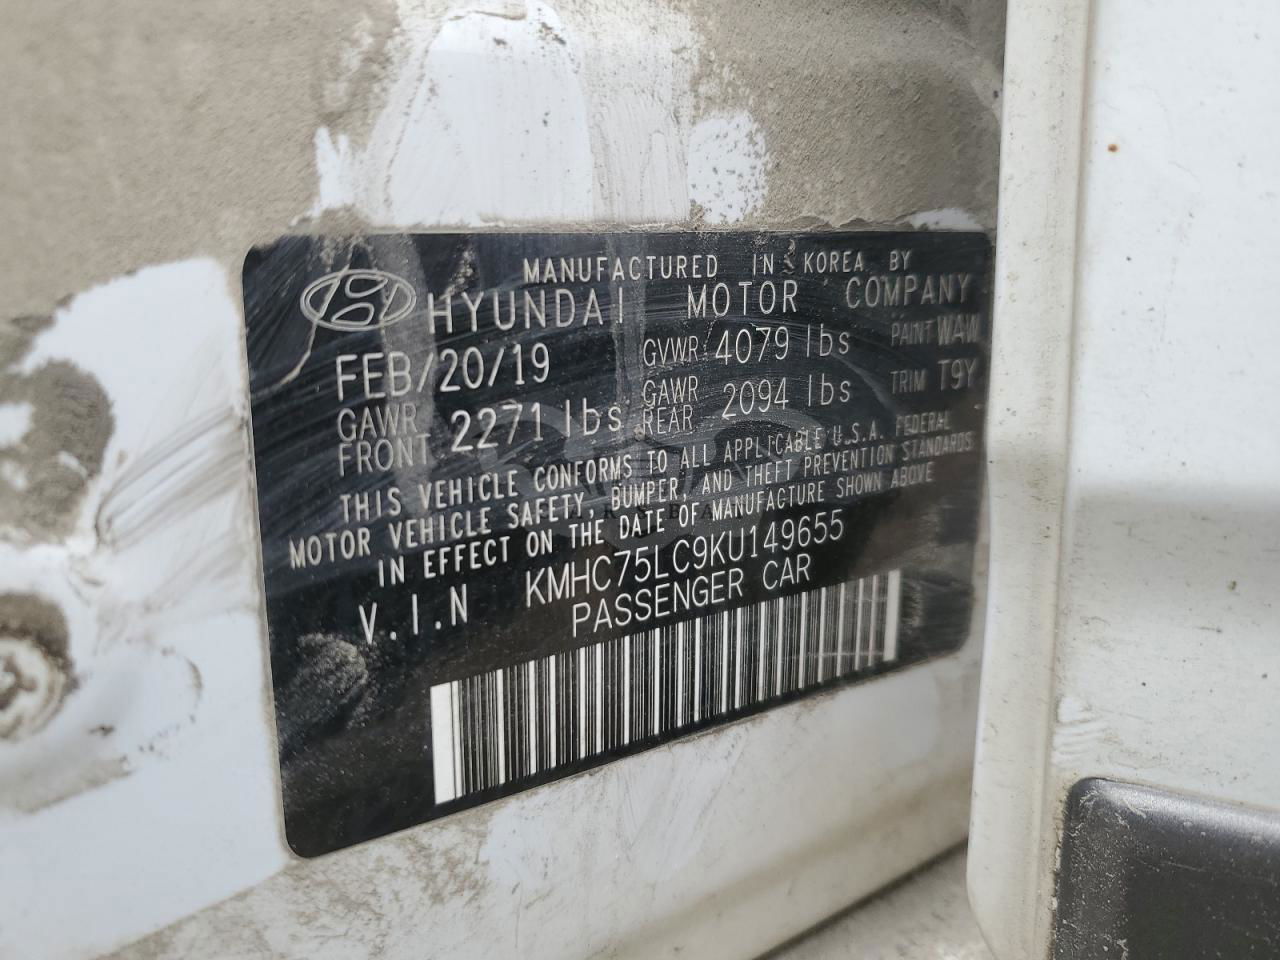 MANUFACTURED IN KOREA BY
HYUNDAI MOTOR COMPANY
FEB/20/19 GVWR: 4079 lbs PAINT WAW
GAWR FRONT 2271 lbs GAWR REAR 2094 lbs TRIM T9Y
THIS VEHICLE CONFORMS TO ALL APPLICABLE U.S.A. FEDERAL
MOTOR VEHICLE SAFETY, BUMPER, AND THEFT PREVENTION STANDARDS
IN EFFECT ON THE DATE OF MANUFACTURE SHOWN ABOVE
V.I.N KMHC75LC9KU149655
PASSENGER CAR